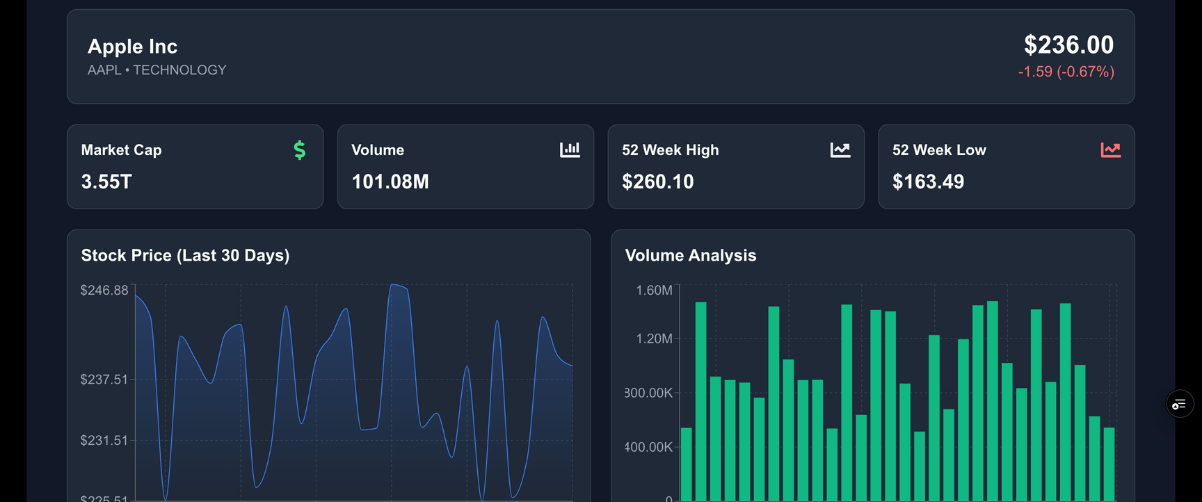 Apple Inc
$236.00
AAPL • TECHNOLOGY
-1.59 (-0.67%)
Market Cap
3.55T
Volume
101.08M
52 Week High
$260.10
52 Week Low
$163.49
Stock Price (Last 30 Days)
$246.88
$237.51
$231.51
$225.51
Volume Analysis
1.60M
1.20M
800.00K
400.00K
0